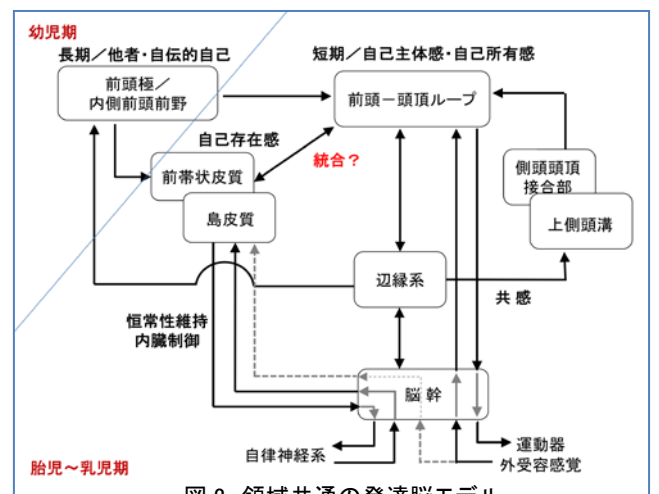 幼児期
長期／他者・自伝的自己
短期／自己主体感・自己所有感
前頭極／
内側前頭前野
前頭－頭頂ループ
自己存在感
統合？
前帯状皮質
島皮質
側頭頭頂
接合部
上側頭溝
辺縁系
共 感
恒常性維持
内臓制御
脳 幹
自律神経系
運動器
外受容感覚
胎児～乳児期
領域共通の発達脳モデル